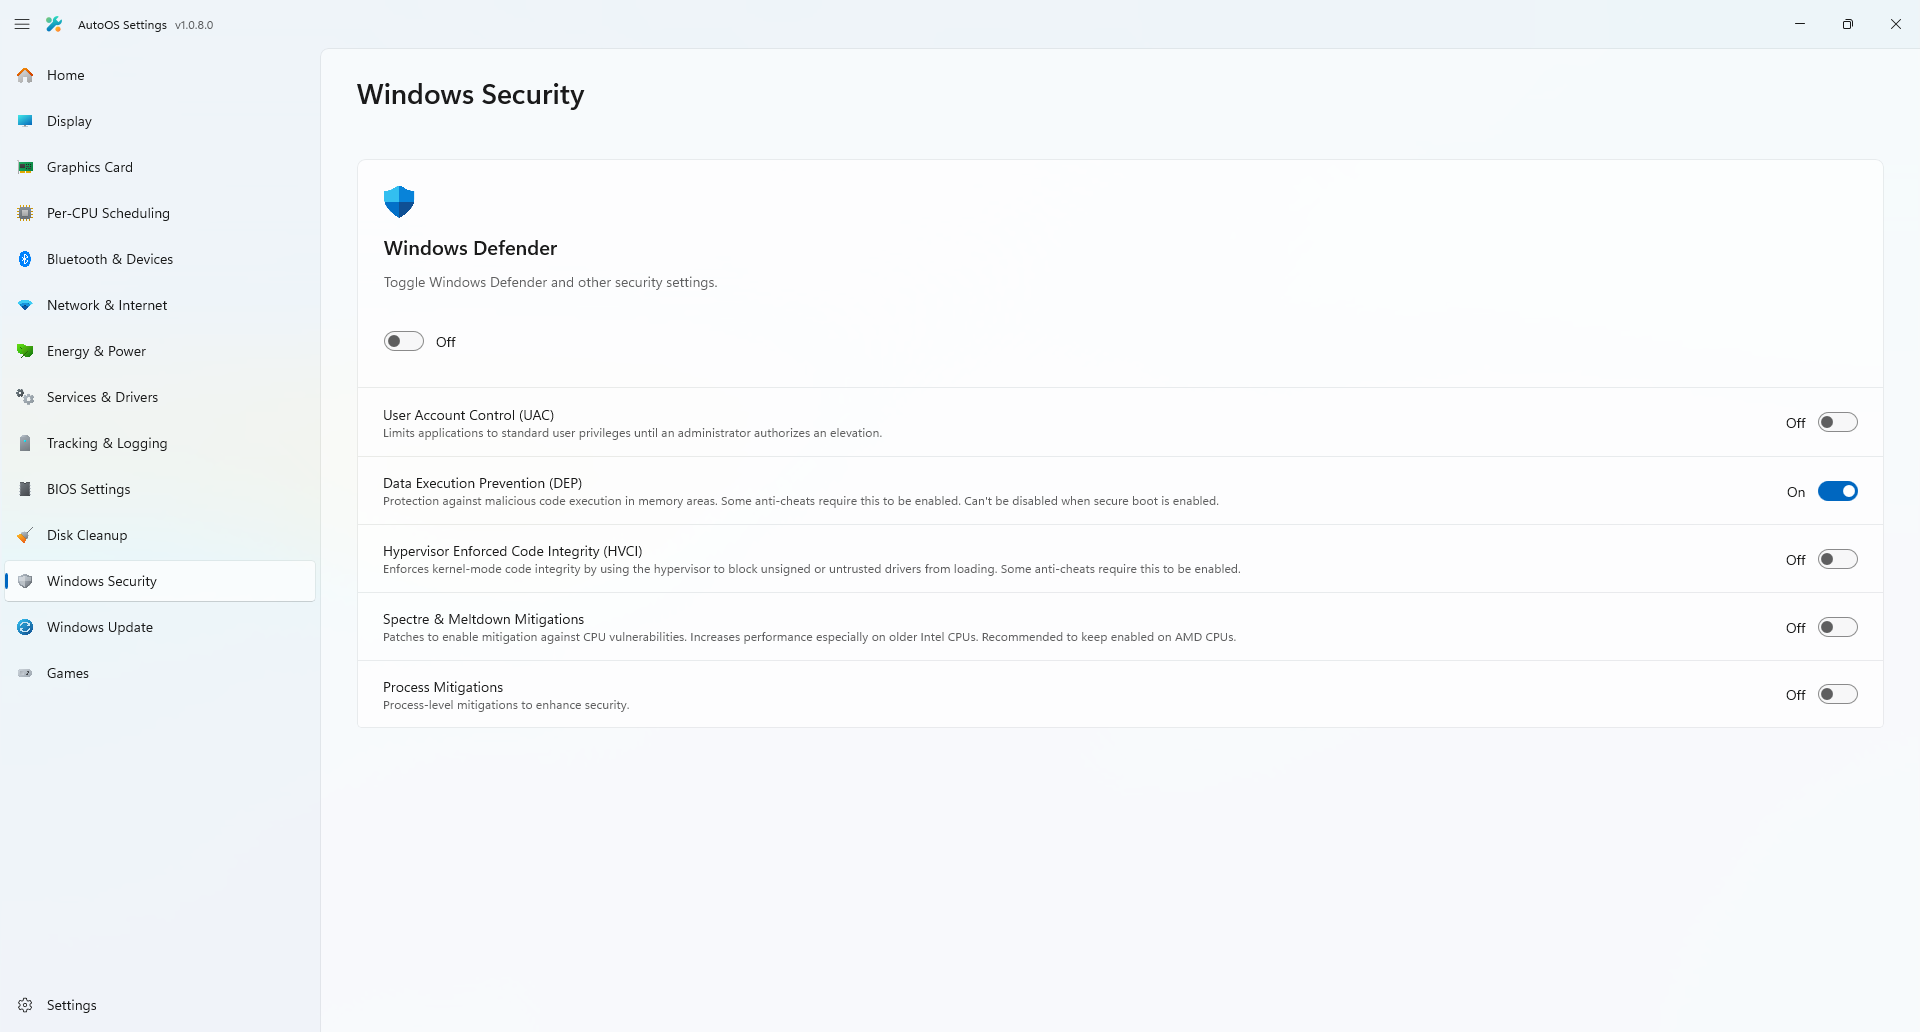 AutoOS Settings v1.0.8.0
Home
Display
Graphics Card
Per-CPU Scheduling
Bluetooth & Devices
Network & Internet
Energy & Power
Services & Drivers
Tracking & Logging
BIOS Settings
Disk Cleanup
Windows Security
Windows Update
Games
Settings
Windows Security
Windows Defender
Toggle Windows Defender and other security settings.
Off
User Account Control (UAC)
Limits applications to standard user privileges until an administrator authorizes an elevation.
Off
Data Execution Prevention (DEP)
Protection against malicious code execution in memory areas. Some anti-cheats require this to be enabled. Can't be disabled when secure boot is enabled.
On
Hypervisor Enforced Code Integrity (HVCI)
Enforces kernel-mode code integrity by using the hypervisor to block unsigned or untrusted drivers from loading. Some anti-cheats require this to be enabled.
Off
Spectre & Meltdown Mitigations
Patches to enable mitigation against CPU vulnerabilities. Increases performance especially on older Intel CPUs. Recommended to keep enabled on AMD CPUs.
Off
Process Mitigations
Process-level mitigations to enhance security.
Off